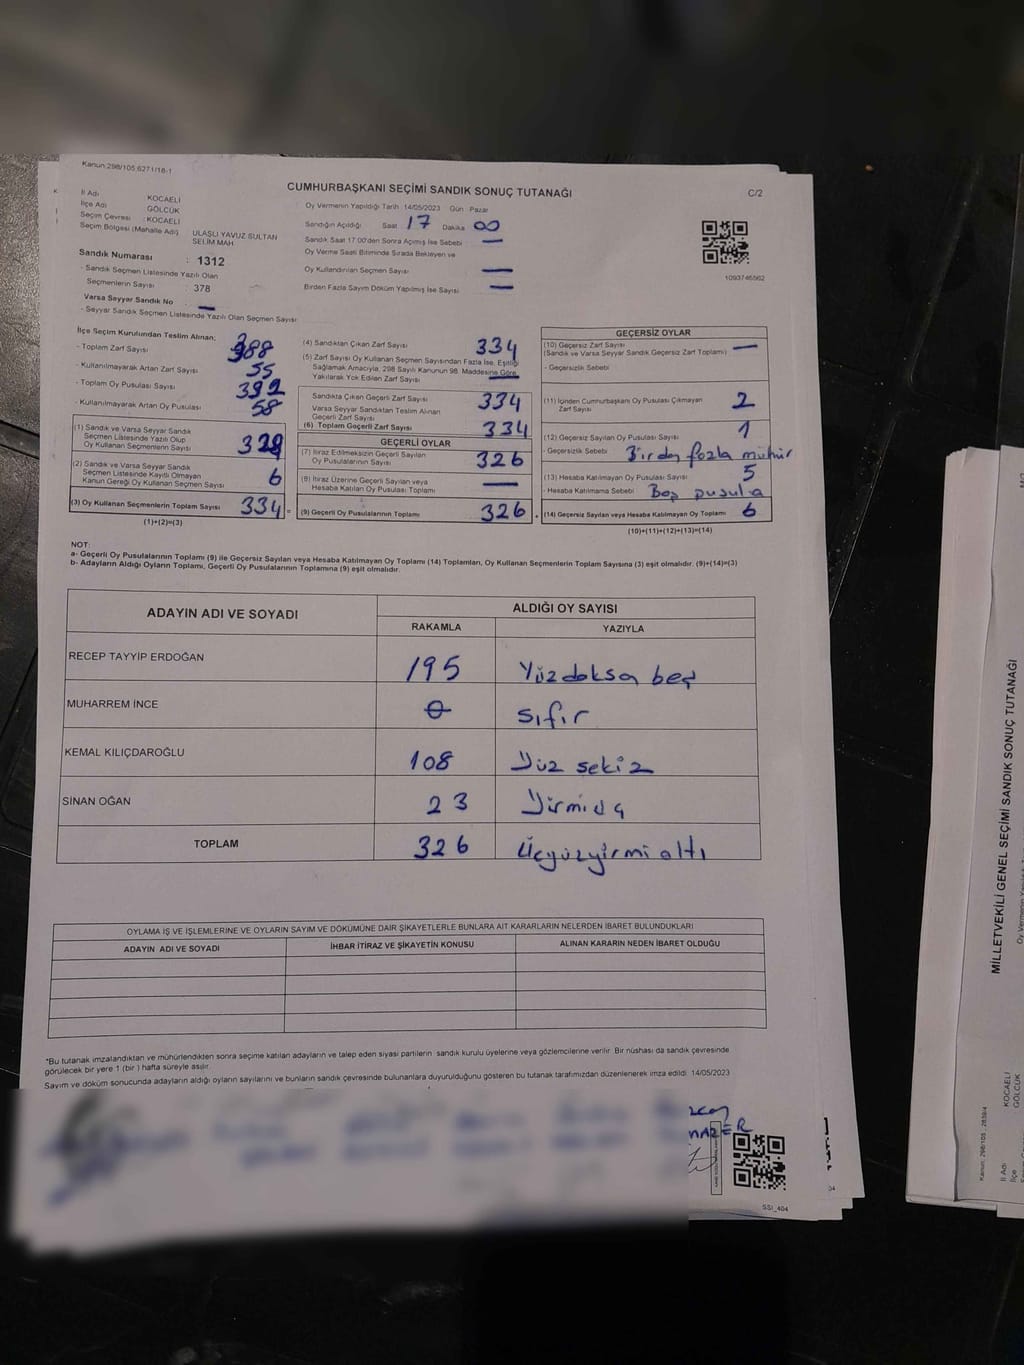 Kanun:298/105,6271/18-1
CUMHURBAŞKANI SEÇİMİ SANDIK SONUÇ TUTANAĞI
C/2
İl Adı KOCAELİ
İlçe Adı GÖLCÜK
Seçim Çevresi : KOCAELİ
Seçim Bölgesi (Mahalle Adı) ULAŞLI YAVUZ SULTAN SELİM MAH
Sandık Numarası : 1312
- Sandık Seçmen Listesinde Yazılı Olan
Seçmenlerin Sayısı : 378
Varsa Seyyar Sandık No —
- Seyyar Sandık Seçmen Listesinde Yazılı Olan Seçmen Sayısı
Oy Vermenin Yapıldığı Tarih : 14/05/2023 Gün : Pazar
Sandığın Açıldığı Saat 17 Dakika 00
Sandık Saat 17:00'den Sonra Açılmış İse Sebebi —
Oy Verme Saati Bitiminde Sırada Bekleyen ve
Oy Kullandırılan Seçmen Sayısı —
Birden Fazla Sayım Döküm Yapılmış İse Sayısı —
1093746562
İlçe Seçim Kurulundan Teslim Alınan;
- Toplam Zarf Sayısı 388
- Kullanılmayarak Artan Zarf Sayısı 55
- Toplam Oy Pusulası Sayısı 392
- Kullanılmayarak Artan Oy Pusulası 58
(1) Sandık ve Varsa Seyyar Sandık
Seçmen Listesinde Yazılı Olup
Oy Kullanan Seçmenlerin Sayısı 328
(2) Sandık ve Varsa Seyyar Sandık
Seçmen Listesinde Kayıtlı Olmayan
Kanun Gereği Oy Kullanan Seçmen Sayısı 6
(3) Oy Kullanan Seçmenlerin Toplam Sayısı 334 =
(1)+(2)=(3)
(4) Sandıktan Çıkan Zarf Sayısı 334
(5) Zarf Sayısı Oy Kullanan Seçmen Sayısından Fazla İse, Eşitliği
Sağlamak Amacıyla, 298 Sayılı Kanunun 98. Maddesine Göre
Yakılarak Yok Edilen Zarf Sayısı —
Sandıkta Çıkan Geçerli Zarf Sayısı 334
Varsa Seyyar Sandıktan Teslim Alınan
Geçerli Zarf Sayısı
(6) Toplam Geçerli Zarf Sayısı 334
GEÇERLİ OYLAR
(7) İtiraz Edilmeksizin Geçerli Sayılan
Oy Pusulalarının Sayısı 326
(8) İtiraz Üzerine Geçerli Sayılan veya
Hesaba Katılan Oy Pusulası Toplamı —
(9) Geçerli Oy Pusulalarının Toplamı 326
GEÇERSİZ OYLAR
(10) Geçersiz Zarf Sayısı —
(Sandık ve Varsa Seyyar Sandık Geçersiz Zarf Toplamı)
- Geçersizlik Sebebi
(11) İçinden Cumhurbaşkanı Oy Pusulası Çıkmayan
Zarf Sayısı 2
(12) Geçersiz Sayılan Oy Pusulası Sayısı 1
- Geçersizlik Sebebi Birden fazla mühür
(13) Hesaba Katılmayan Oy Pusulası Sayısı 5
- Hesaba Katılmama Sebebi Boş pusula
(14) Geçersiz Sayılan veya Hesaba Katılmayan Oy Toplamı 6
(10)+(11)+(12)+(13)=(14)
NOT:
a- Geçerli Oy Pusulalarının Toplamı (9) ile Geçersiz Sayılan veya Hesaba Katılmayan Oy Toplamı (14) Toplamları, Oy Kullanan Seçmenlerin Toplam Sayısına (3) eşit olmalıdır. (9)+(14)=(3)
b- Adayların Aldığı Oyların Toplamı, Geçerli Oy Pusulalarının Toplamına (9) eşit olmalıdır.
ADAYIN ADI VE SOYADI
ALDIĞI OY SAYISI
RAKAMLA YAZIYLA
RECEP TAYYİP ERDOĞAN 195 Yüzdoksan beş
MUHARREM İNCE 0 sıfır
KEMAL KILIÇDAROĞLU 108 Yüz sekiz
SİNAN OĞAN 23 Yirmi üç
TOPLAM 326 Üçyüzyirmi altı
OYLAMA İŞ VE İŞLEMLERİNE VE OYLARIN SAYIM VE DÖKÜMÜNE DAİR ŞİKAYETLERLE BUNLARA AİT KARARLARIN NELERDEN İBARET BULUNDUKLARI
ADAYIN ADI VE SOYADI İHBAR İTİRAZ VE ŞİKAYETİN KONUSU ALINAN KARARIN NEDEN İBARET OLDUĞU
*Bu tutanak imzalandıktan ve mühürlendikten sonra seçime katılan adayların ve talep eden siyasi partilerin sandık kurulu üyelerine veya gözlemcilerine verilir. Bir nüshası da sandık çevresinde
görülecek bir yere 1 (bir) hafta süreyle asılır.
Sayım ve döküm sonucunda adayların aldığı oyların sayılarını ve bunların sandık çevresinde bulunanlara duyurulduğunu gösteren bu tutanak tarafımızdan düzenlenerek imza edildi. 14/05/2023
SSİ_404
MİLLETVEKİLİ GENEL SEÇİMİ SANDIK SONUÇ TUTANAĞI
İl Adı : KOCAELİ
İlçe : GÖLCÜK